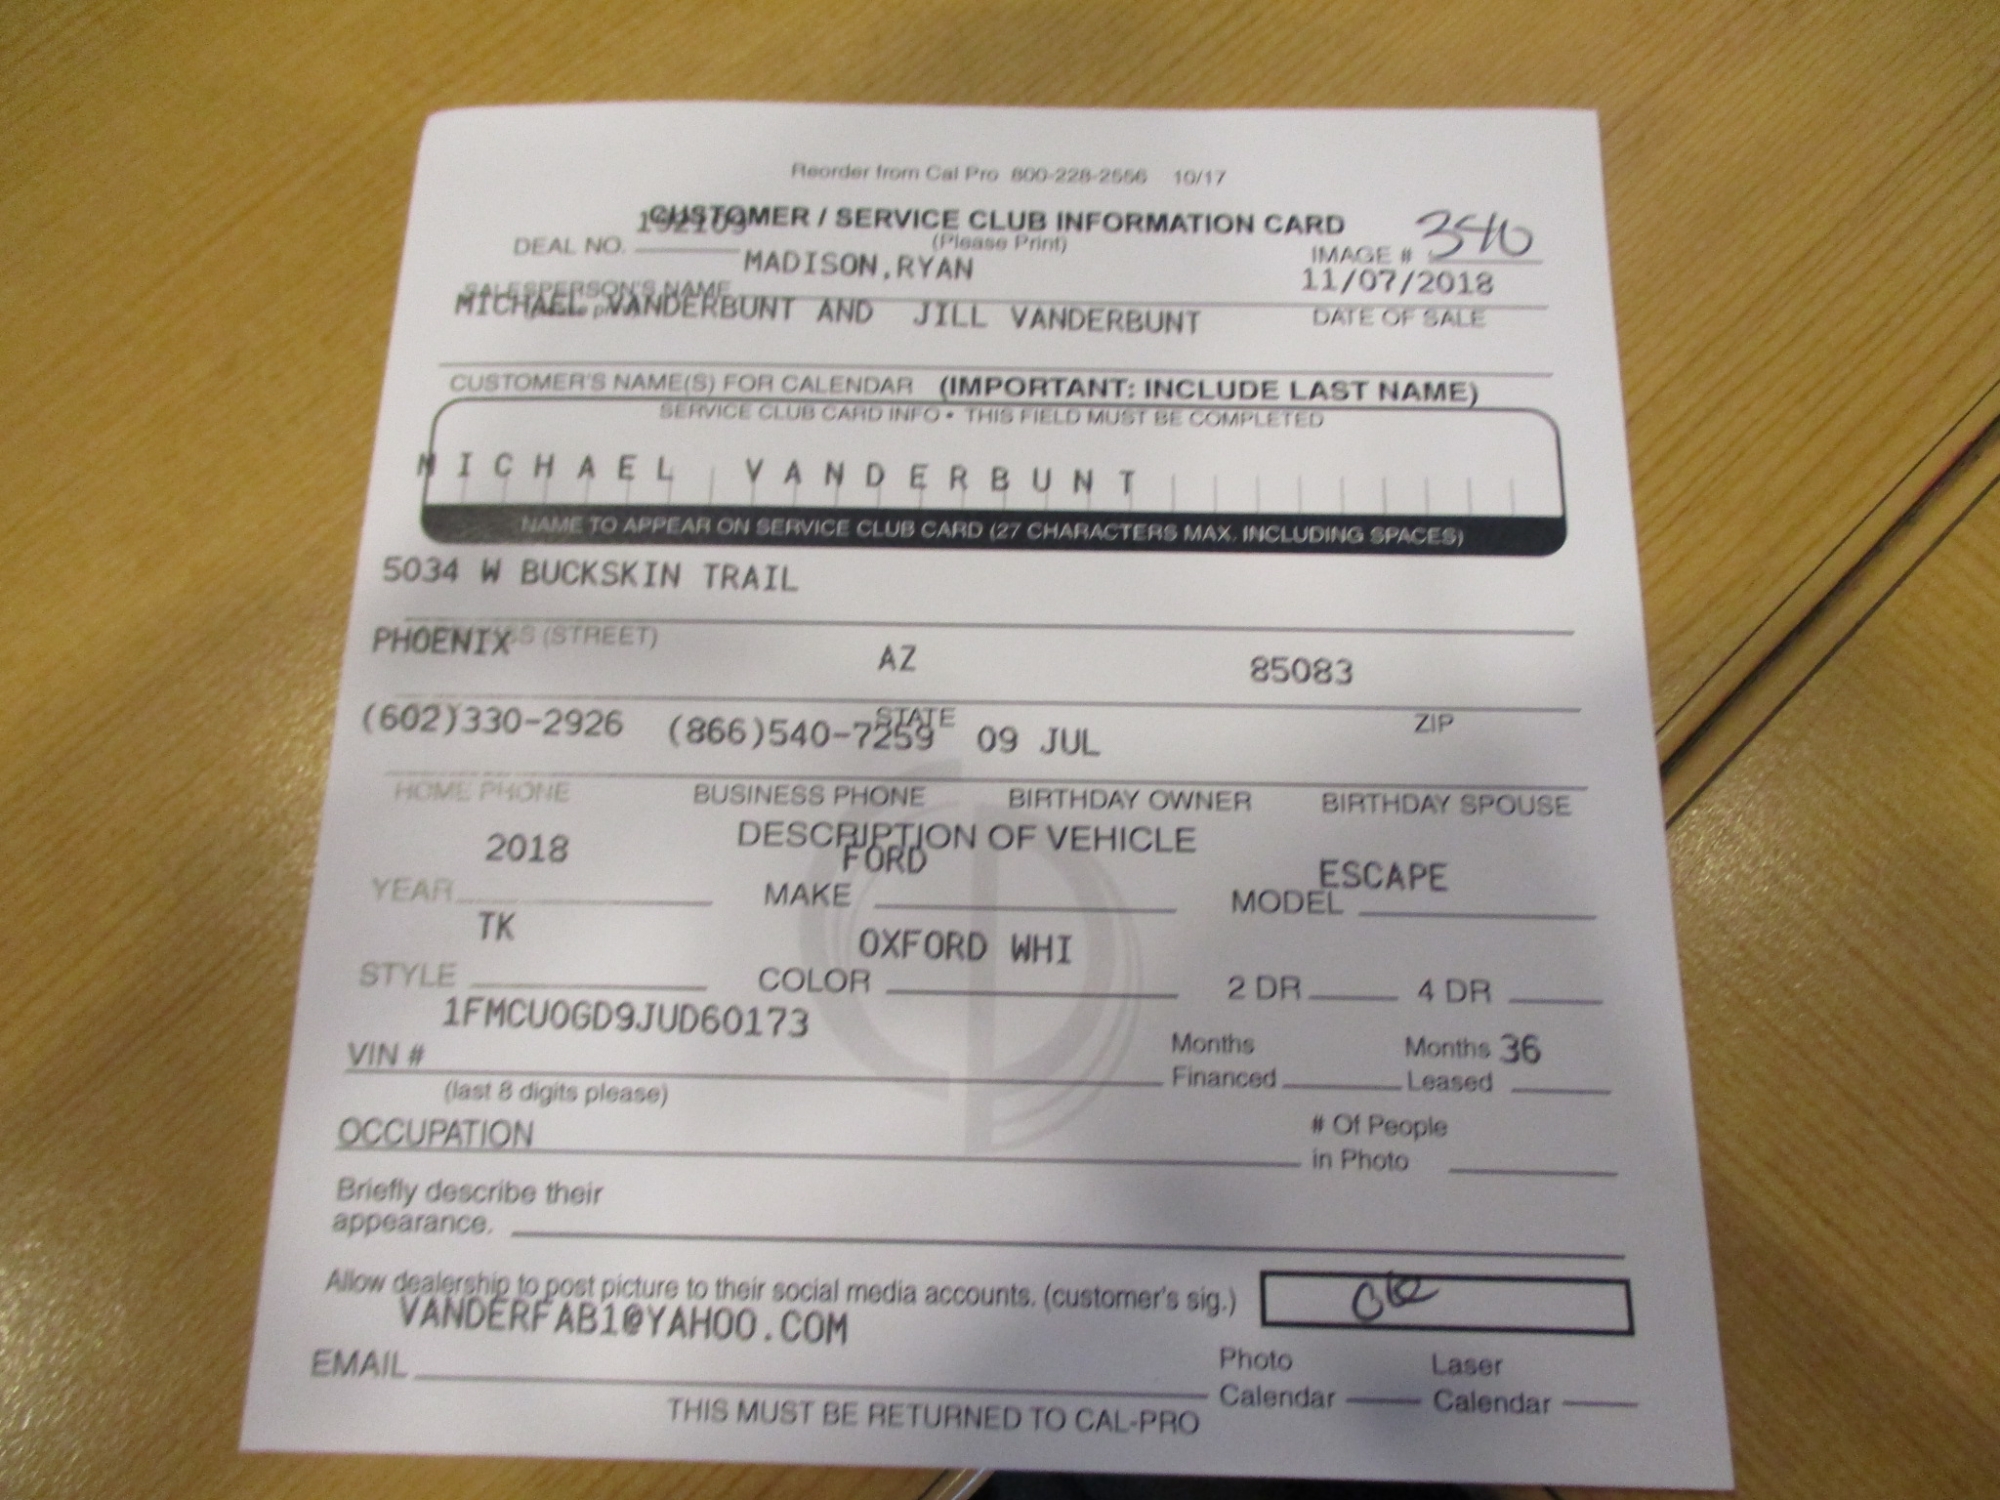 Reorder from Cal Pro 800-228-2556 10/17
CUSTOMER / SERVICE CLUB INFORMATION CARD
(Please Print)
DEAL NO. 192109
IMAGE # 340
MADISON,RYAN
11/07/2018
SALESPERSON'S NAME
DATE OF SALE
MICHAEL VANDERBUNT AND JILL VANDERBUNT
CUSTOMER'S NAME(S) FOR CALENDAR (IMPORTANT: INCLUDE LAST NAME)
SERVICE CLUB CARD INFO • THIS FIELD MUST BE COMPLETED
MICHAEL VANDERBUNT
NAME TO APPEAR ON SERVICE CLUB CARD (27 CHARACTERS MAX. INCLUDING SPACES)
5034 W BUCKSKIN TRAIL
(STREET)
PHOENIX AZ 85083
STATE ZIP
(602)330-2926 (866)540-7259 09 JUL
HOME PHONE BUSINESS PHONE BIRTHDAY OWNER BIRTHDAY SPOUSE
DESCRIPTION OF VEHICLE
2018 FORD ESCAPE
YEAR MAKE MODEL
TK OXFORD WHI
STYLE COLOR 2 DR 4 DR
1FMCU0GD9JUD60173
VIN # Months Financed Months Leased 36
(last 8 digits please)
OCCUPATION # Of People in Photo
Briefly describe their
appearance.
Allow dealership to post picture to their social media accounts. (customer's sig.)
VANDERFAB1@YAHOO.COM
EMAIL Photo Calendar Laser Calendar
THIS MUST BE RETURNED TO CAL-PRO